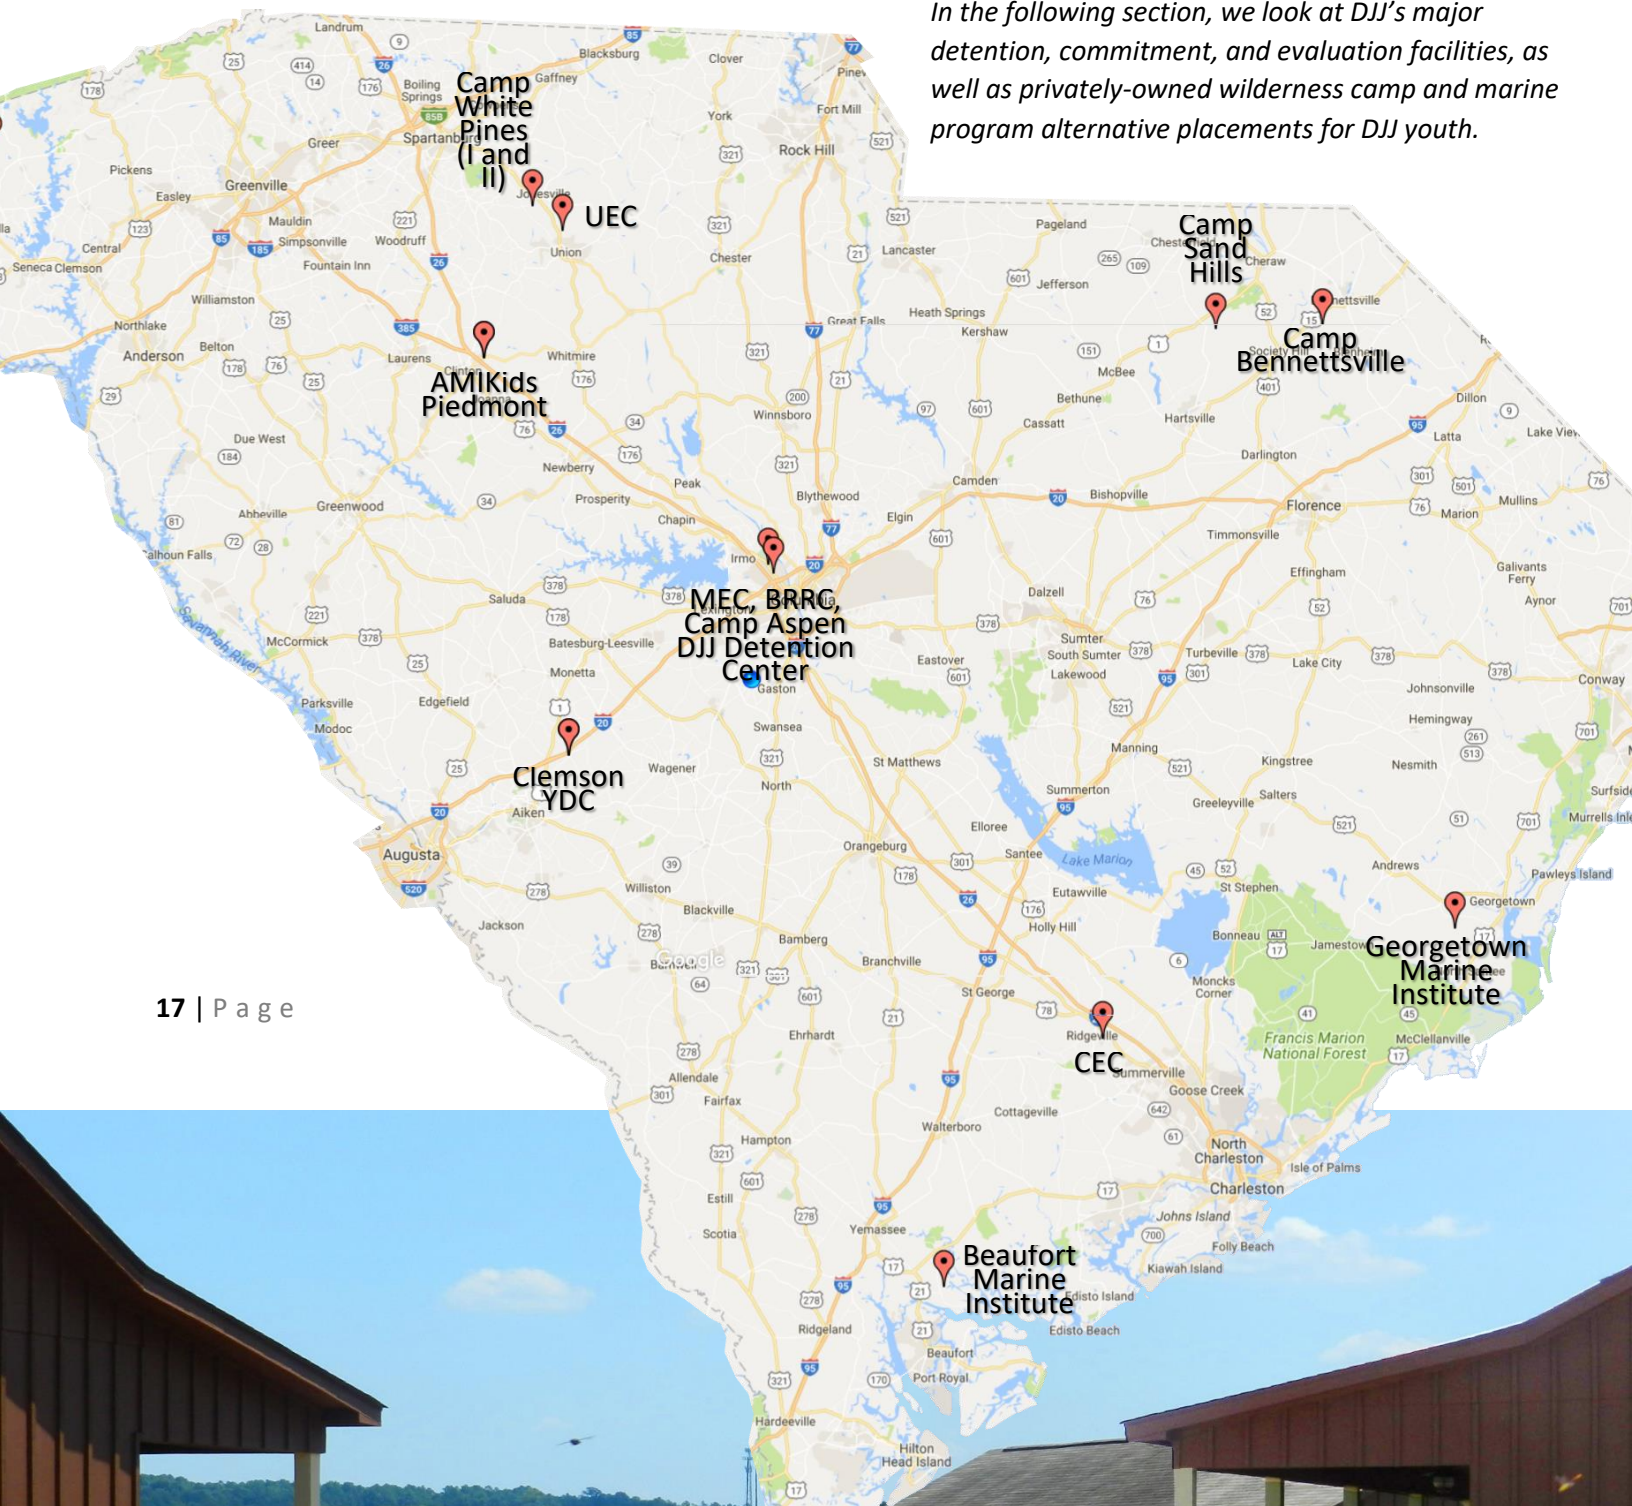 In the following section, we look at DJJ's major
detention, commitment, and evaluation facilities, as
well as privately-owned wilderness camp and marine
program alternative placements for DJJ youth.
Landrum
Blacksburg
Clover
Gaffney
Boiling
Springs
Camp
White
Pines
(I and
II)
York
Fort Mill
Greer
Spartanburg
Rock Hill
Pickens
Easley
Greenville
Mauldin
Simpsonville
Woodruff
UEC
Union
Chester
Lancaster
Pageland
Camp
Sand
Hills
Cheraw
Central
Seneca
Clemson
Fountain Inn
Jefferson
Williamston
Northlake
Belton
Anderson
Laurens
Whitmire
Great Falls
Heath Springs
Kershaw
McBee
Camp
Bennettsville
AMIKids
Piedmont
Winnsboro
Bethune
Cassatt
Hartsville
Dillon
Latta
Due West
Newberry
Peak
Prosperity
Blythewood
Camden
Bishopville
Darlington
Florence
Mullins
Marion
Abbeville
Greenwood
Chapin
Elgin
Timmonsville
Calhoun Falls
Irmo
Effingham
Galivants
Ferry
Aynor
Saluda
MEC, BRRC,
Camp Aspen
DJJ Detention
Center
Dalzell
Savannah River
McCormick
Batesburg-Leesville
Monetta
Eastover
Sumter
South Sumter
Lakewood
Turbeville
Lake City
Conway
Gaston
Johnsonville
Parksville
Modoc
Edgefield
Swansea
Hemingway
Manning
Clemson
YDC
Wagener
North
St Matthews
Kingstree
Nesmith
Aiken
Summerton
Salters
Greeleyville
Augusta
Elloree
Orangeburg
Santee
Lake Marion
Andrews
Pawleys Island
Williston
Eutawville
St Stephen
Georgetown
Jackson
Blackville
Holly Hill
Bamberg
Bonneau
Jamestown
Georgetown
Marine
Institute
Google
Branchville
St George
Moncks
Corner
17 | Page
Ridgeville
CEC
Ehrhardt
Francis Marion
National Forest
McClellanville
Summerville
Allendale
Fairfax
Goose Creek
Cottageville
Walterboro
Hampton
North
Charleston
Isle of Palms
Estill
Charleston
Scotia
Yemassee
Johns Island
Folly Beach
Beaufort
Marine
Institute
Kiawah Island
Edisto Island
Ridgeland
Edisto Beach
Beaufort
Port Royal
Hardeeville
Hilton
Head Island